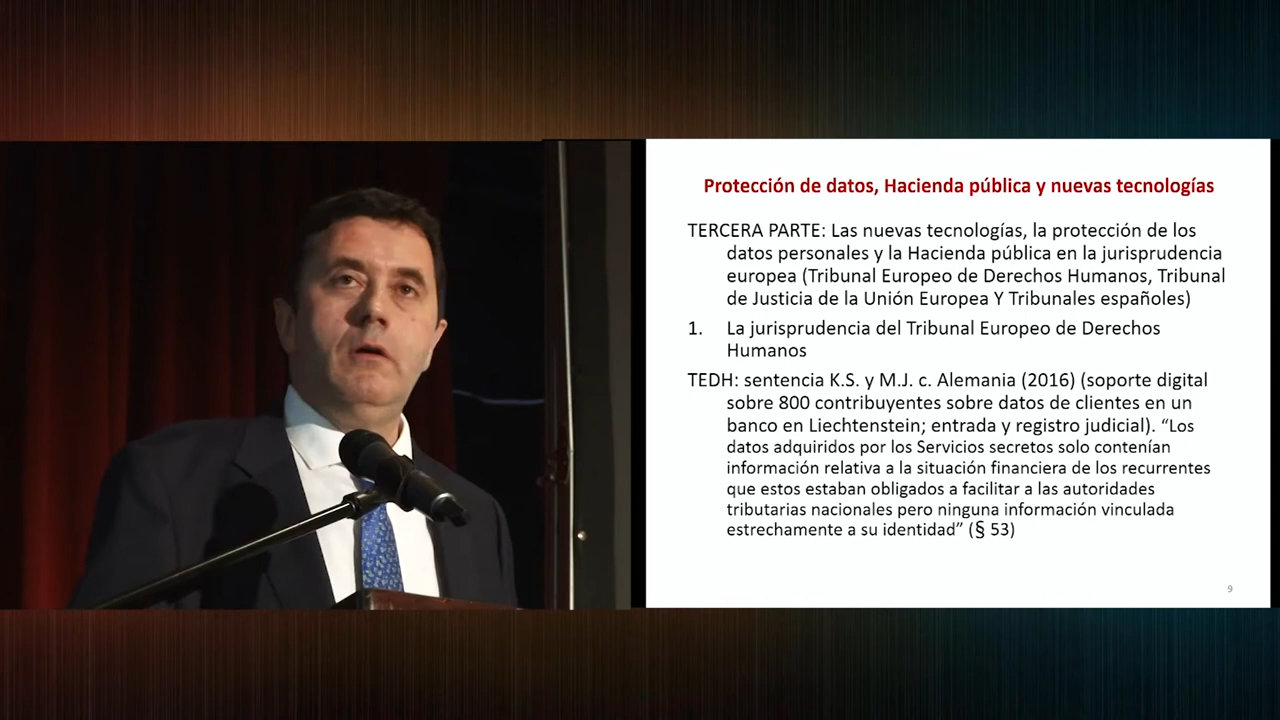 Protección de datos, Hacienda pública y nuevas tecnologías
TERCERA PARTE: Las nuevas tecnologías, la protección de los
datos personales y la Hacienda pública en la jurisprudencia
europea (Tribunal Europeo de Derechos Humanos, Tribunal
de Justicia de la Unión Europea Y Tribunales españoles)
1. La jurisprudencia del Tribunal Europeo de Derechos
Humanos
TEDH: sentencia K.S. y M.J. c. Alemania (2016) (soporte digital
sobre 800 contribuyentes sobre datos de clientes en un
banco en Liechtenstein; entrada y registro judicial). “Los
datos adquiridos por los Servicios secretos solo contenían
información relativa a la situación financiera de los recurrentes
que estos estaban obligados a facilitar a las autoridades
tributarias nacionales pero ninguna información vinculada
estrechamente a su identidad” (§ 53)
9